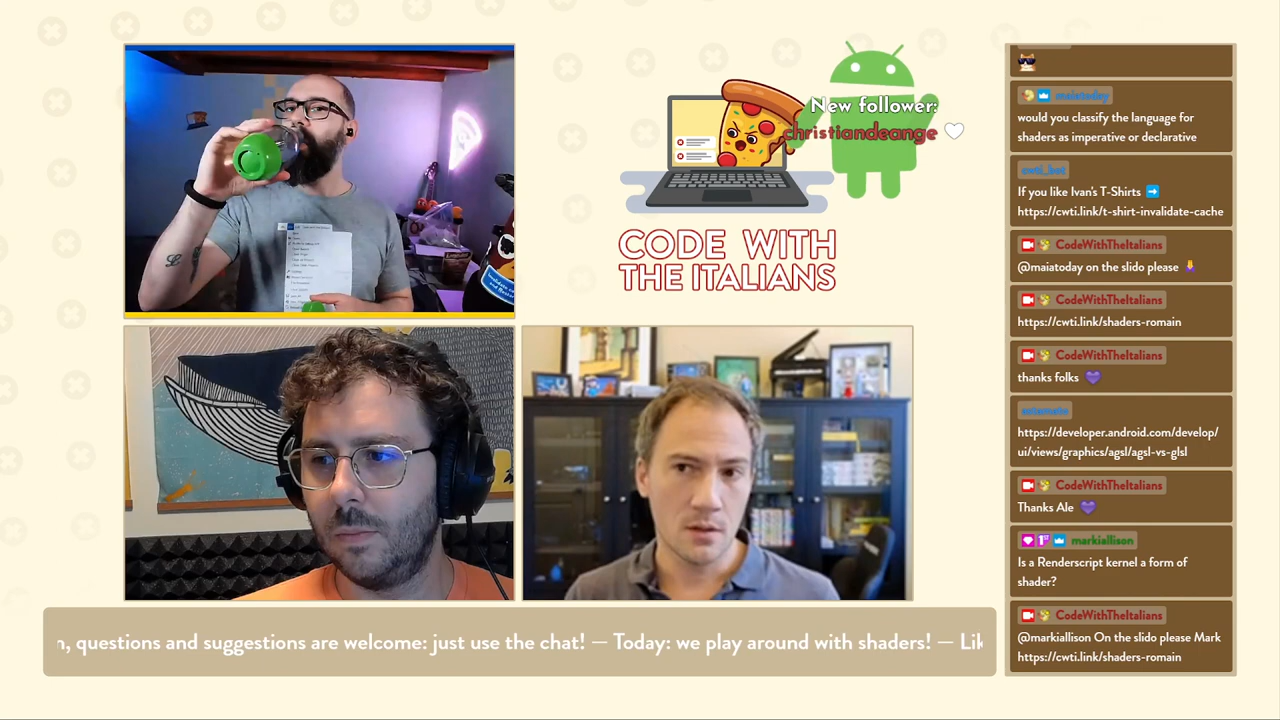 New follower:
christiandeange
CODE WITH
THE ITALIANS
, questions and suggestions are welcome: just use the chat! — Today: we play around with shaders! —
maiatoday
would you classify the language for
shaders as imperative or declarative
cwti_bot
If you like Ivan's T-Shirts ➡️
https://cwti.link/t-shirt-invalidate-cache
CodeWithTheItalians
@maiatoday on the slido please
CodeWithTheItalians
https://cwti.link/shaders-romain
CodeWithTheItalians
thanks folks 💜
https://developer.android.com/develop/
ui/views/graphics/agsl/agsl-vs-glsl
CodeWithTheItalians
Thanks Ale 💜
1st
markiallison
Is a Renderscript kernel a form of
shader?
CodeWithTheItalians
@markiallison On the slido please Mark
https://cwti.link/shaders-romain